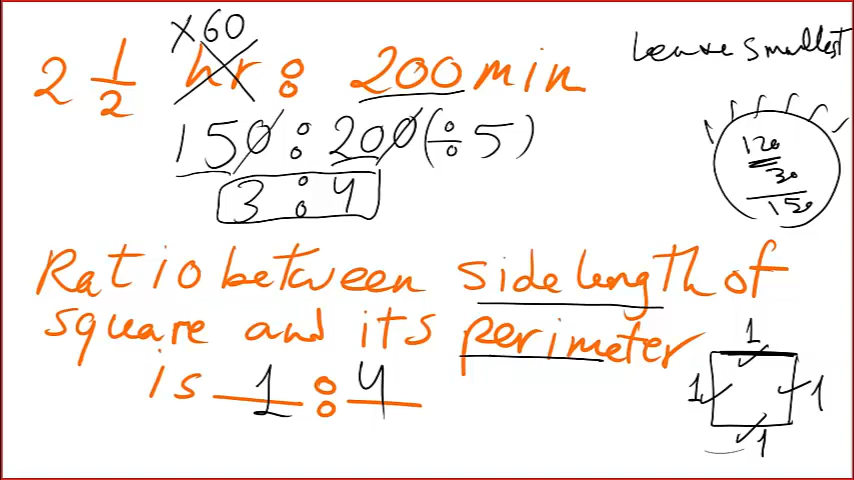 ×60
Leave smallest
2 1/2 hr : 200 min
150 : 200 (÷5)
120
30
150
3 : 4
Ratio between side length of
square and its perimeter
is 1 : 4
1
1
1
1